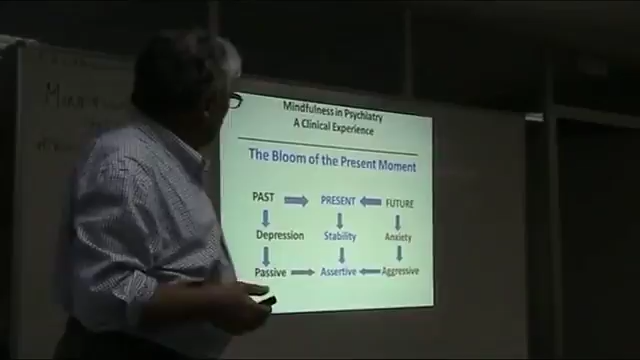 Mindfulness in Psychiatry
A Clinical Experience
The Bloom of the Present Moment
PAST PRESENT FUTURE
Depression Stability Anxiety
Passive Assertive Aggressive